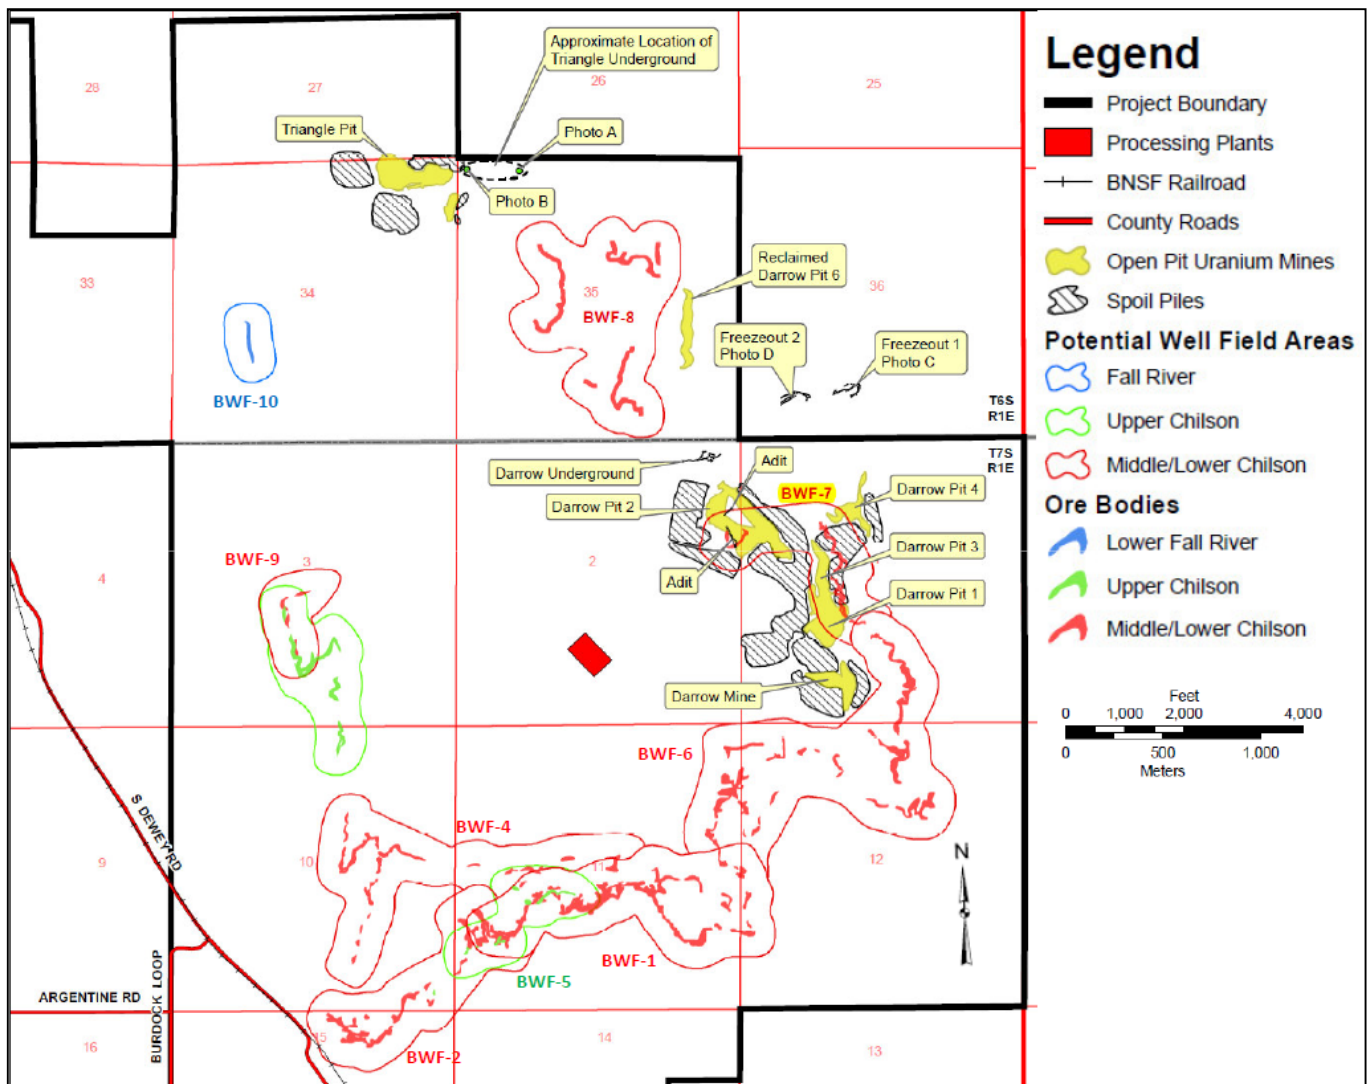 Approximate Location of
Triangle Underground
28
27
26
25
Triangle Pit
Photo A
Photo B
33
34
35
36
Reclaimed
Darrow Pit 6
BWF-8
Freezeout 2
Photo D
Freezeout 1
Photo C
BWF-10
T6S
R1E
T7S
R1E
Darrow Underground
Adit
BWF-7
Darrow Pit 4
Darrow Pit 2
Darrow Pit 3
BWF-9
3
4
2
Adit
Darrow Pit 1
Darrow Mine
BWF-6
S DEWEY RD
BWF-4
9
10
11
12
N
BWF-1
BWF-5
ARGENTINE RD
BURDOCK LOOP
BWF-2
16
15
14
13
Legend
Project Boundary
Processing Plants
BNSF Railroad
County Roads
Open Pit Uranium Mines
Spoil Piles
Potential Well Field Areas
Fall River
Upper Chilson
Middle/Lower Chilson
Ore Bodies
Lower Fall River
Upper Chilson
Middle/Lower Chilson
Feet
0 1,000 2,000 4,000
0 500 1,000
Meters